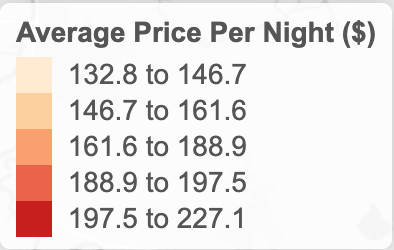 Average Price Per Night ($)
132.8 to 146.7
146.7 to 161.6
161.6 to 188.9
188.9 to 197.5
197.5 to 227.1